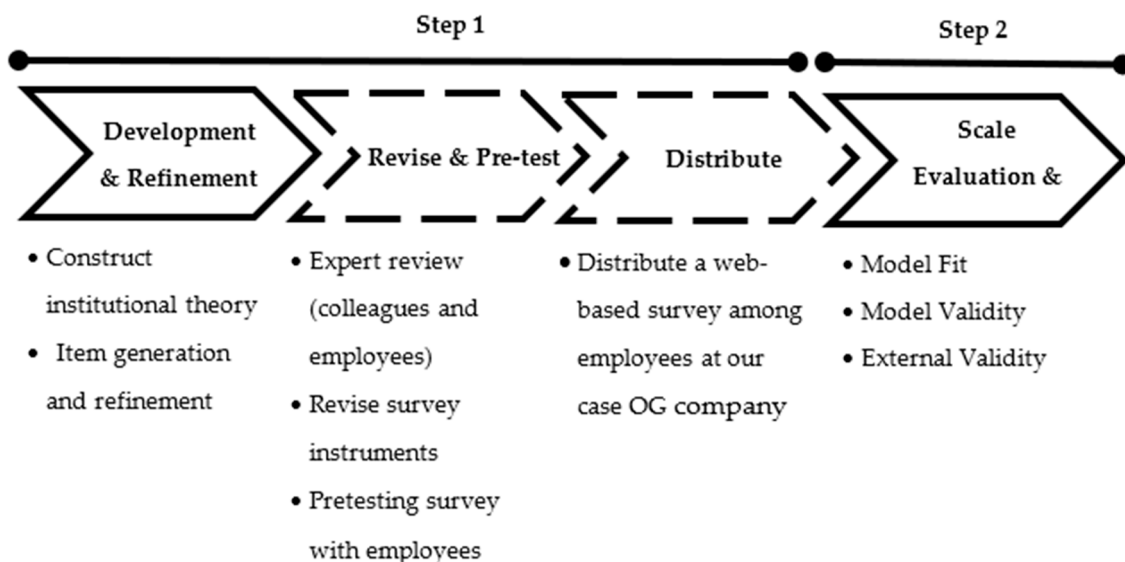 Step 1
Step 2
Development
& Refinement
Revise & Pre-test
Distribute
Scale
Evaluation &
• Construct
institutional theory
• Item generation
and refinement
• Expert review
(colleagues and
employees)
• Revise survey
instruments
• Pretesting survey
with employees
• Distribute a web-
based survey among
employees at our
case OG company
• Model Fit
• Model Validity
• External Validity